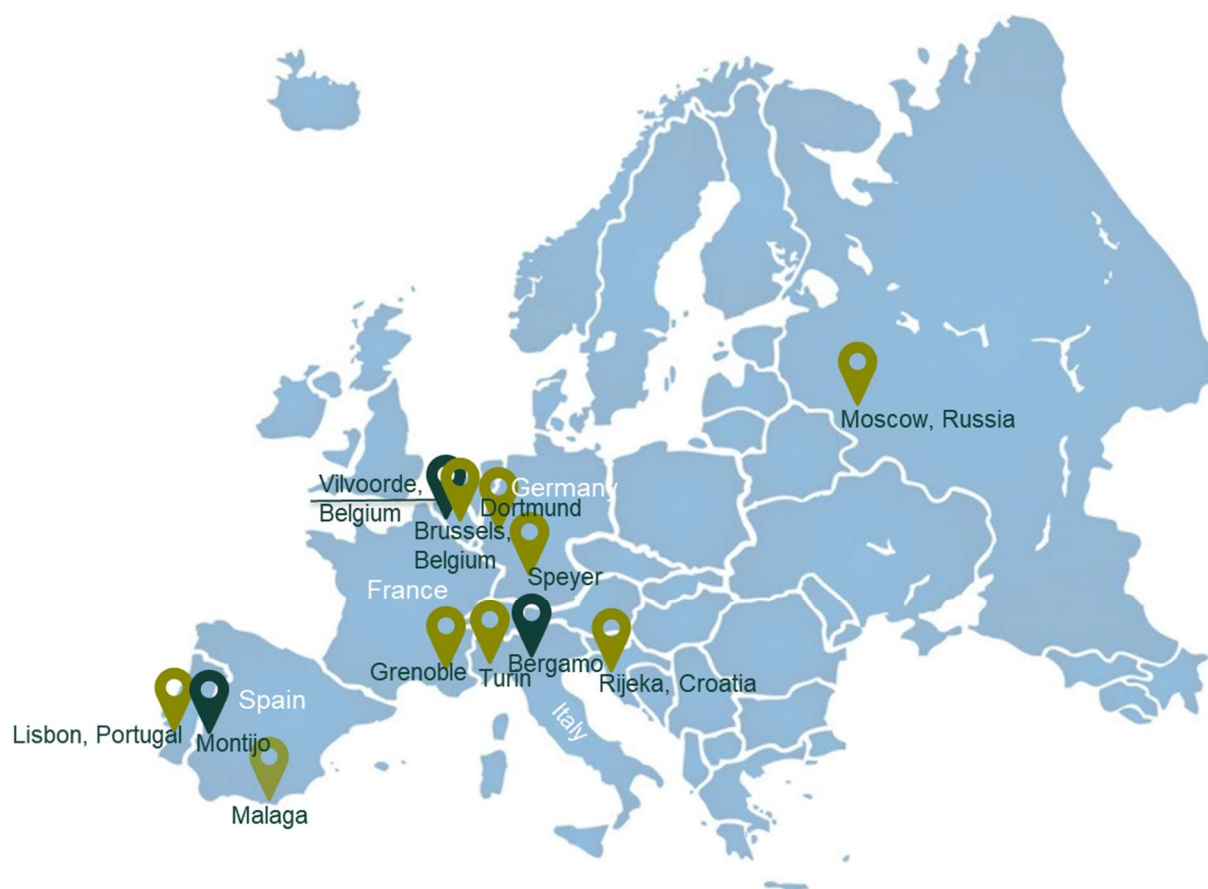 Moscow, Russia
Vilvoorde,
Belgium
Germany
Dortmund
Brussels,
Belgium
Speyer
France
Grenoble
Turin
Bergamo
Rijeka, Croatia
Spain
Italy
Lisbon, Portugal
Montijo
Malaga